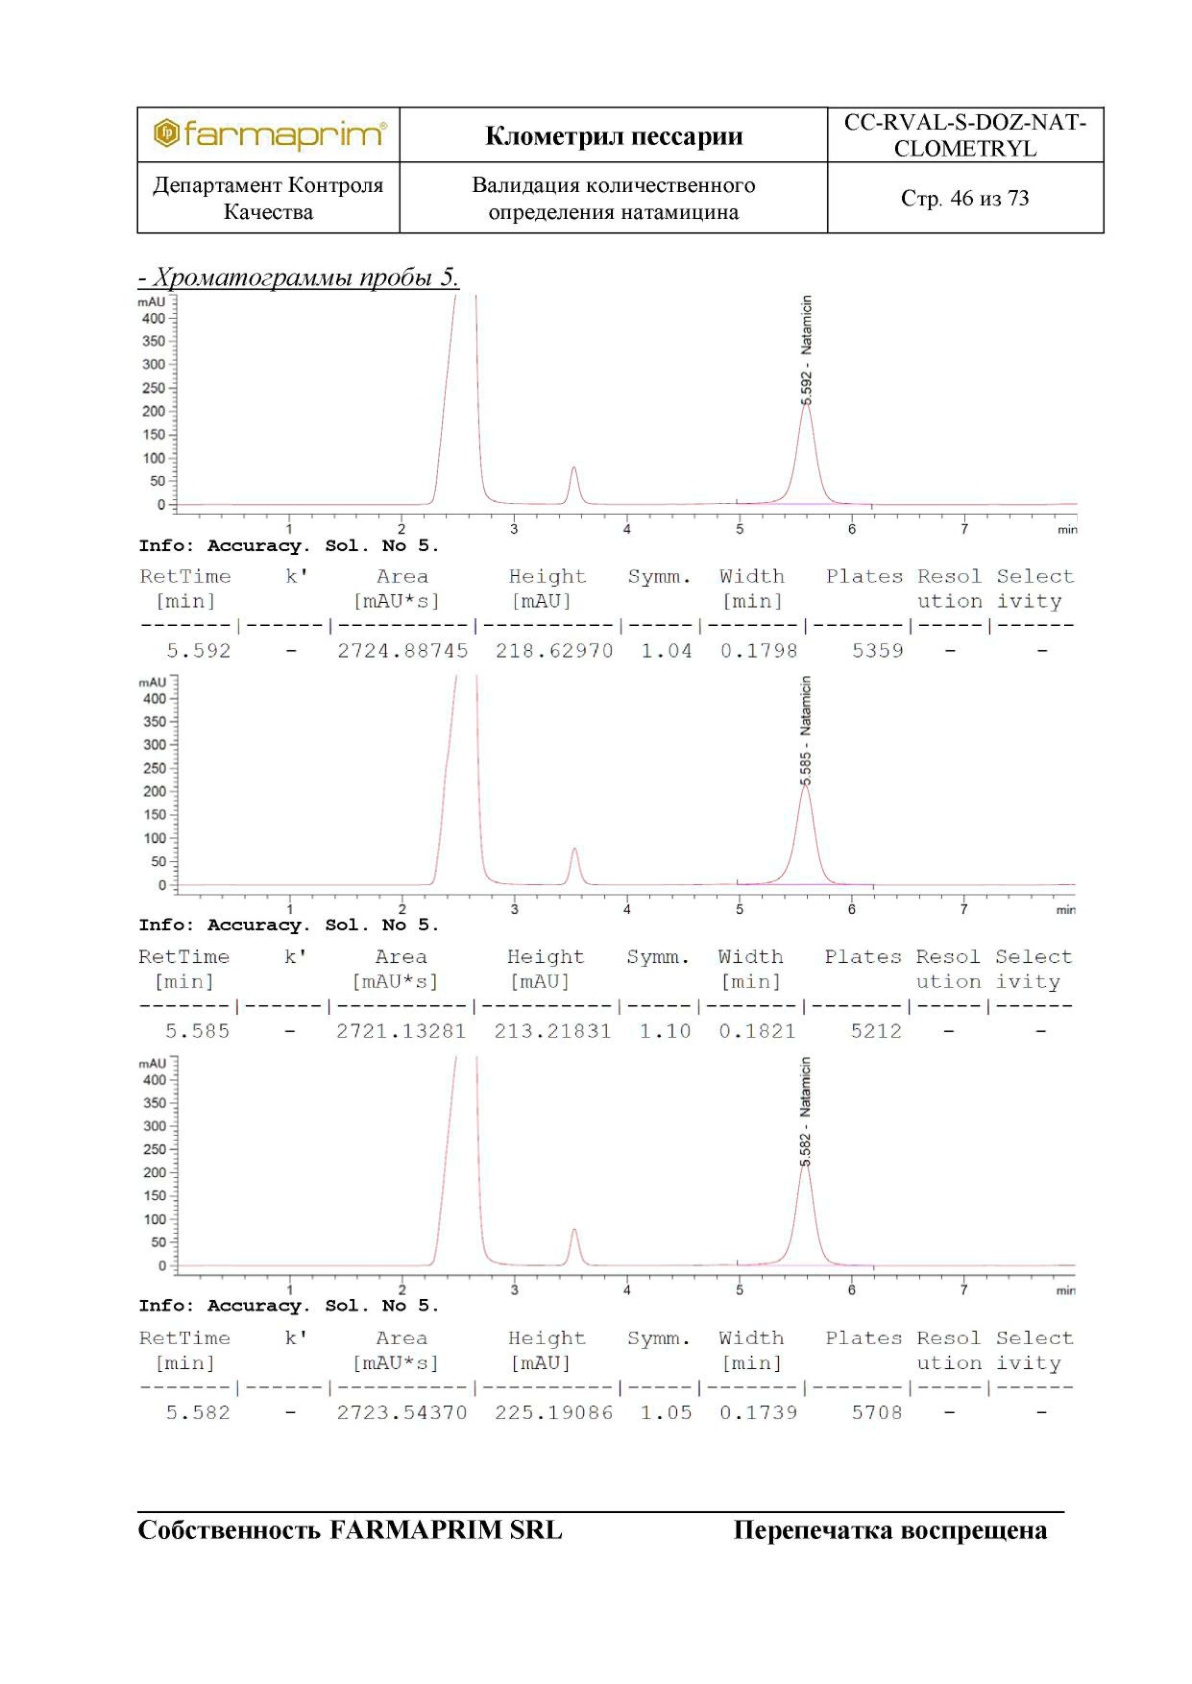 farmaprim®
Клометрил пессарии
CC-RVAL-S-DOZ-NAT-
CLOMETRYL
Департамент Контроля
Качества
Валидация количественного
определения натамицина
Стр. 46 из 73
- Хроматограммы пробы 5.
mAU
400
350
300
250
200
150
100
50
0
5.592 - Natamicin
1 2 3 4 5 6 7 min
Info: Accuracy. Sol. No 5.
RetTime k' Area Height Symm. Width Plates Resol Select
[min] [mAU*s] [mAU] [min] ution ivity
-------|------|----------|----------|-----|-------|-------|-----|------
5.592 - 2724.88745 218.62970 1.04 0.1798 5359 - -
mAU
400
350
300
250
200
150
100
50
0
5.585 - Natamicin
1 2 3 4 5 6 7 min
Info: Accuracy. Sol. No 5.
RetTime k' Area Height Symm. Width Plates Resol Select
[min] [mAU*s] [mAU] [min] ution ivity
-------|------|----------|----------|-----|-------|-------|-----|------
5.585 - 2721.13281 213.21831 1.10 0.1821 5212 - -
mAU
400
350
300
250
200
150
100
50
0
5.582 - Natamicin
1 2 3 4 5 6 7 min
Info: Accuracy. Sol. No 5.
RetTime k' Area Height Symm. Width Plates Resol Select
[min] [mAU*s] [mAU] [min] ution ivity
-------|------|----------|----------|-----|-------|-------|-----|------
5.582 - 2723.54370 225.19086 1.05 0.1739 5708 - -
Собственность FARMAPRIM SRL Перепечатка воспрещена